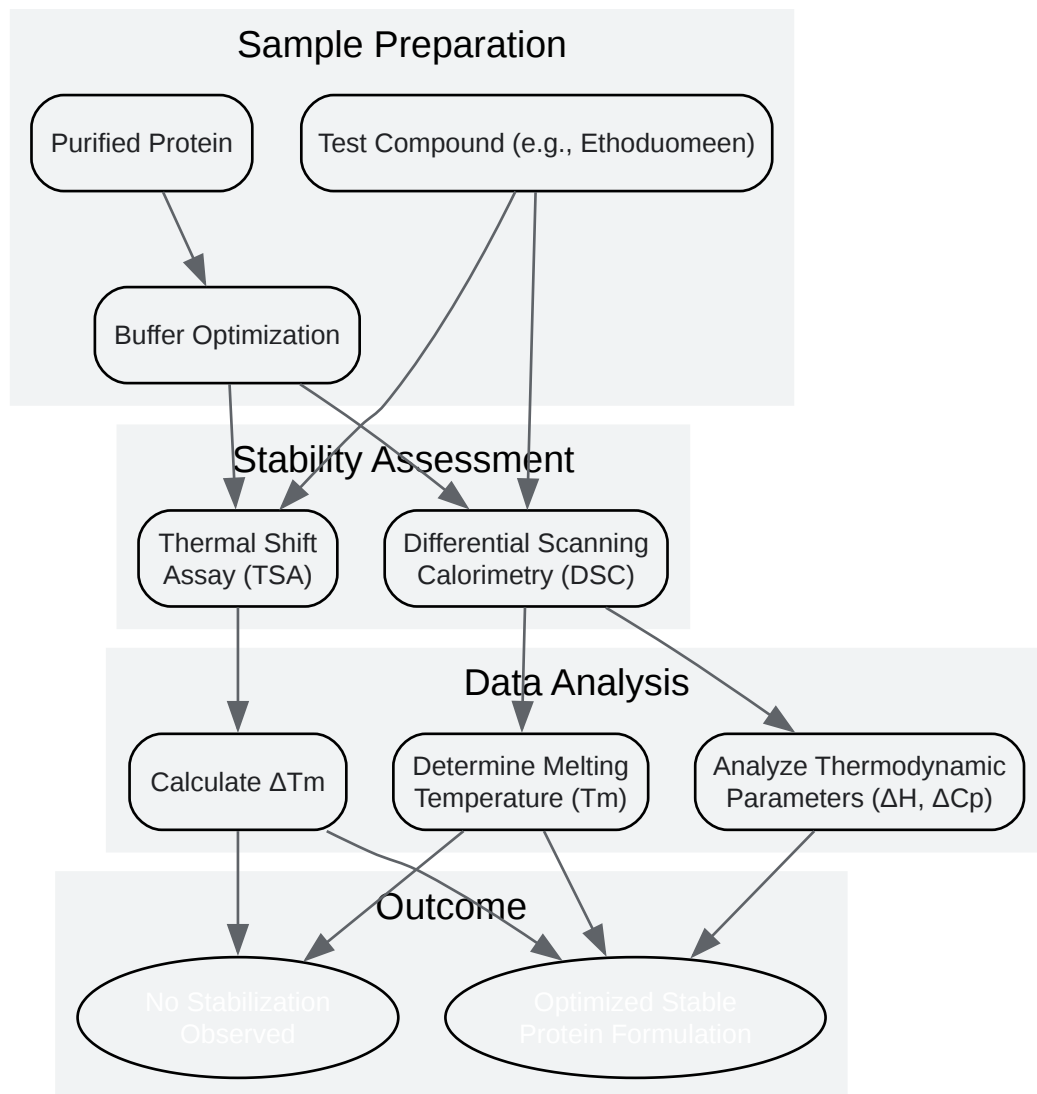 Sample Preparation
Purified Protein
Test Compound (e.g., Ethoduomeen)
Buffer Optimization
Stability Assessment
Thermal Shift
Assay (TSA)
Differential Scanning
Calorimetry (DSC)
Data Analysis
Calculate ΔTm
Determine Melting
Temperature (Tm)
Analyze Thermodynamic
Parameters (ΔH, ΔCp)
Outcome
No Stabilization
Observed
Optimized Stable
Protein Formulation